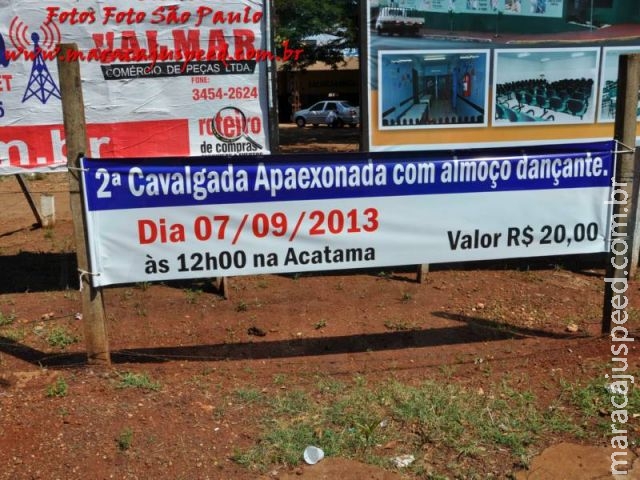 Fotos Foto São Paulo
www.maracajuspeed.com.br
VALMAR
COMÉRCIO DE PEÇAS LTDA
FONE:
3454-2624
roteiro
de compras
m.br
2ª Cavalgada Apaexonada com almoço dançante.
Dia 07/09/2013
às 12h00 na Acatama
Valor R$ 20,00
maracajuspeed.com.br